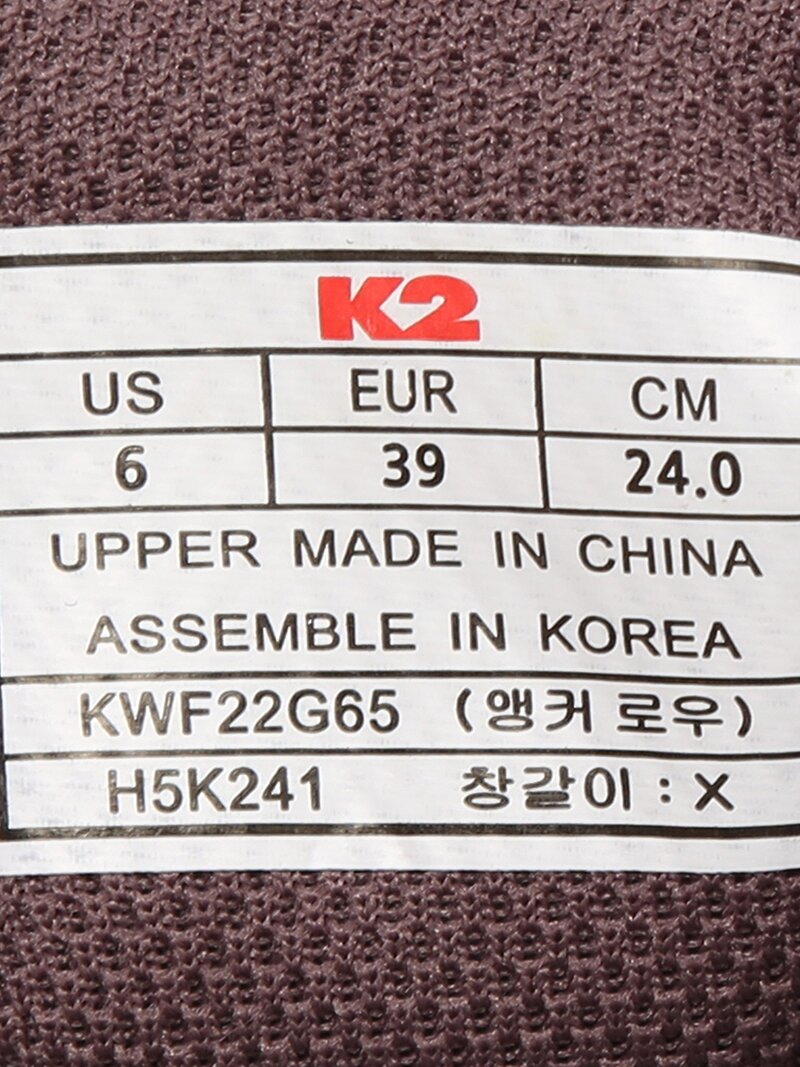 K2
US EUR CM
6 39 24.0
UPPER MADE IN CHINA
ASSEMBLE IN KOREA
KWF22G65 (앵커 로우)
H5K241 창갈이 : X